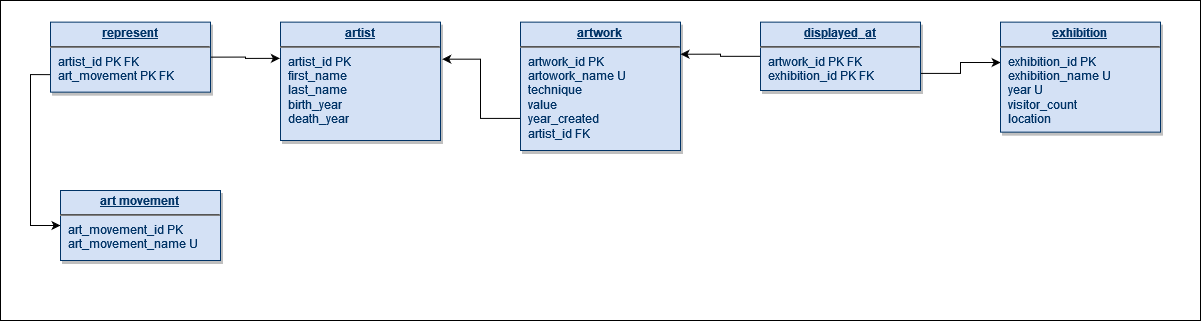 represent
artist_id PK FK
art_movement PK FK
artist
artist_id PK
first_name
last_name
birth_year
death_year
artwork
artwork_id PK
artowork_name U
technique
value
year_created
artist_id FK
displayed_at
artwork_id PK FK
exhibition_id PK FK
exhibition
exhibition_id PK
exhibition_name U
year U
visitor_count
location
art movement
art_movement_id PK
art_movement_name U